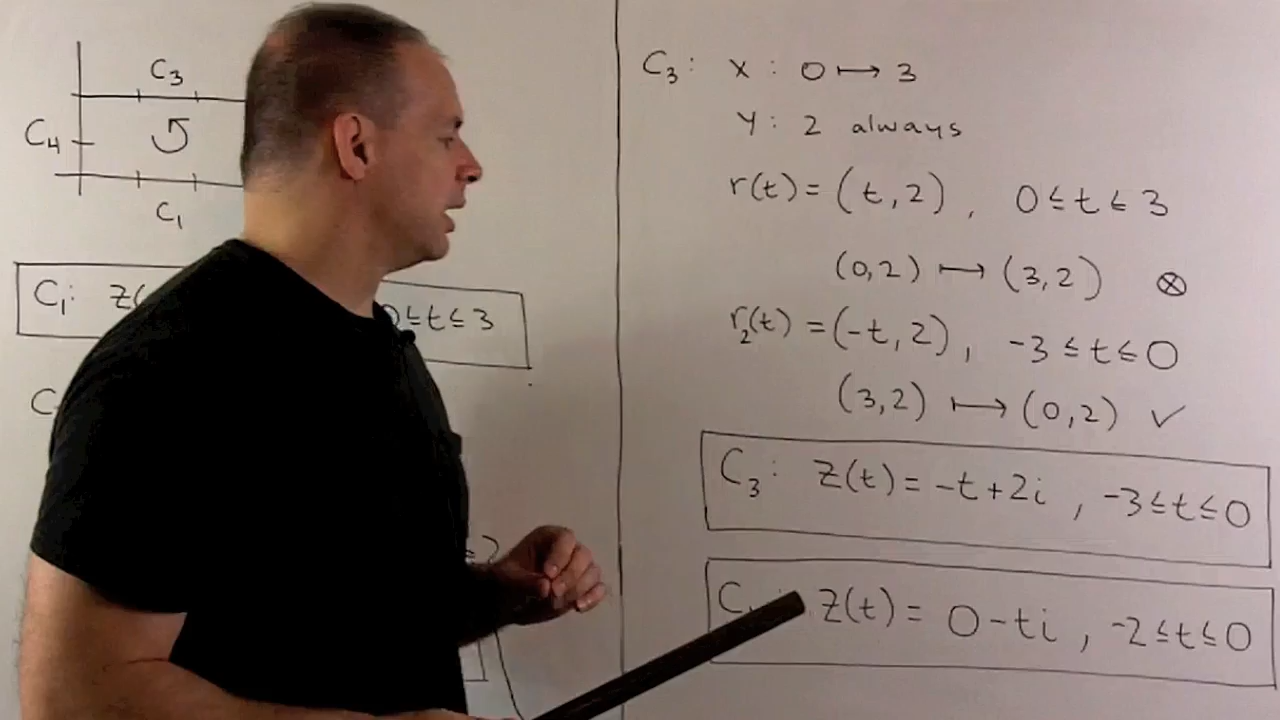 C₃
C₄
C₁
C₁: z( 0≤t≤3
C
C₃: x: 0 ↦ 3
y: 2 always
r(t) = (t, 2), 0≤t≤3
(0,2) ↦ (3,2) ⊗
r₂(t) = (-t, 2), -3≤t≤0
(3,2) ↦ (0,2) ✓
C₃: z(t) = -t+2i, -3≤t≤0
C z(t) = 0-ti, -2≤t≤0